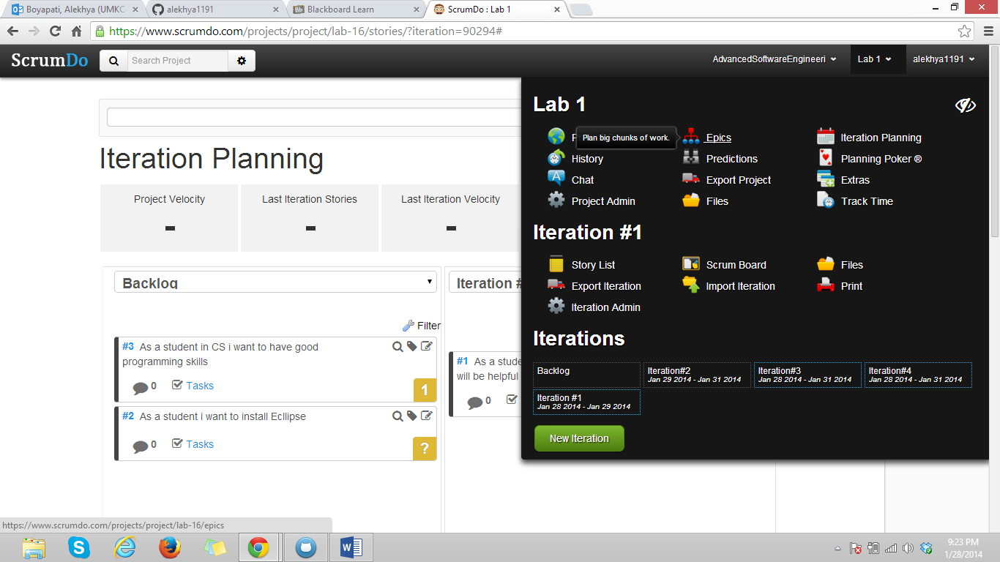 Boyapati, Alekhya (UMKC
alekhya1191
Blackboard Learn
ScrumDo : Lab 1
https://www.scrumdo.com/projects/project/lab-16/stories/?iteration=90294#
ScrumDo
Search Project
AdvancedSoftwareEngineeri
Lab 1
alekhya1191
Lab 1
Plan big chunks of work.
Epics
Iteration Planning
History
Predictions
Planning Poker ®
Chat
Export Project
Extras
Project Admin
Files
Track Time
Iteration #1
Story List
Scrum Board
Files
Export Iteration
Import Iteration
Print
Iteration Admin
Iterations
Backlog
Iteration#2
Jan 29 2014 - Jan 31 2014
Iteration#3
Jan 28 2014 - Jan 31 2014
Iteration#4
Jan 28 2014 - Jan 31 2014
Iteration #1
Jan 28 2014 - Jan 29 2014
New Iteration
Iteration Planning
Project Velocity
-
Last Iteration Stories
-
Last Iteration Velocity
-
Backlog
Filter
#3 As a student in CS i want to have good
programming skills
0 Tasks
1
#2 As a student i want to install Ecllipse
0 Tasks
?
Iteration #
#1 As a stude
will be helpful
0
https://www.scrumdo.com/projects/project/lab-16/epics
9:23 PM
1/28/2014